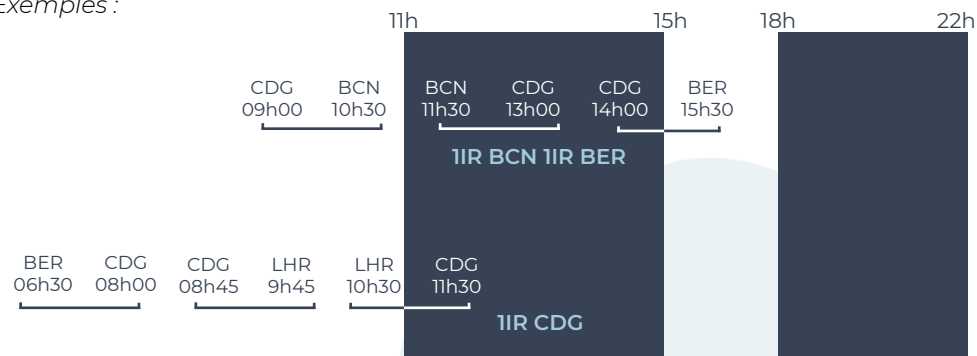 Exemples :
11h 15h 18h 22h
CDG BCN BCN CDG CDG BER
09h00 10h30 11h30 13h00 14h00 15h30
1IR BCN 1IR BER
BER CDG CDG LHR LHR CDG
06h30 08h00 08h45 9h45 10h30 11h30
1IR CDG